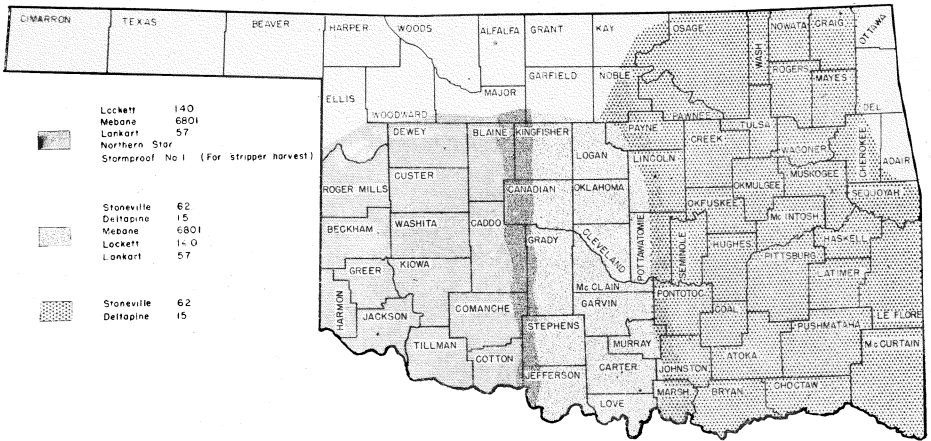 CIMARRON
TEXAS
BEAVER
HARPER
WOODS
ALFALFA
GRANT
KAY
OSAGE
WASH
NOWATA
CRAIG
OTTAWA
ELLIS
WOODWARD
MAJOR
GARFIELD
NOBLE
PAWNEE
ROGERS
MAYES
DEL
Lockett 140
Mebane 6801
Lankart 57
Northern Star
Stormproof No 1 (For stripper harvest)
DEWEY
BLAINE
KINGFISHER
LOGAN
PAYNE
LINCOLN
CREEK
TULSA
WAGONER
CHEROKEE
ADAIR
ROGER MILLS
CUSTER
CANADIAN
OKLAHOMA
OKFUSKEE
OKMULGEE
MUSKOGEE
SEQUOYAH
Stoneville 62
Deltapine 15
Mebane 6801
Lockett 140
Lankart 57
BECKHAM
WASHITA
CADDO
GRADY
CLEVELAND
POTTAWATOMIE
SEMINOLE
HUGHES
McINTOSH
PITTSBURG
HASKELL
LATIMER
LE FLORE
GREER
KIOWA
HARMON
JACKSON
COMANCHE
McCLAIN
GARVIN
PONTOTOC
COAL
PUSHMATAHA
McCURTAIN
Stoneville 62
Deltapine 15
TILLMAN
COTTON
STEPHENS
JEFFERSON
MURRAY
CARTER
LOVE
JOHNSTON
MARSH
ATOKA
BRYAN
CHOCTAW